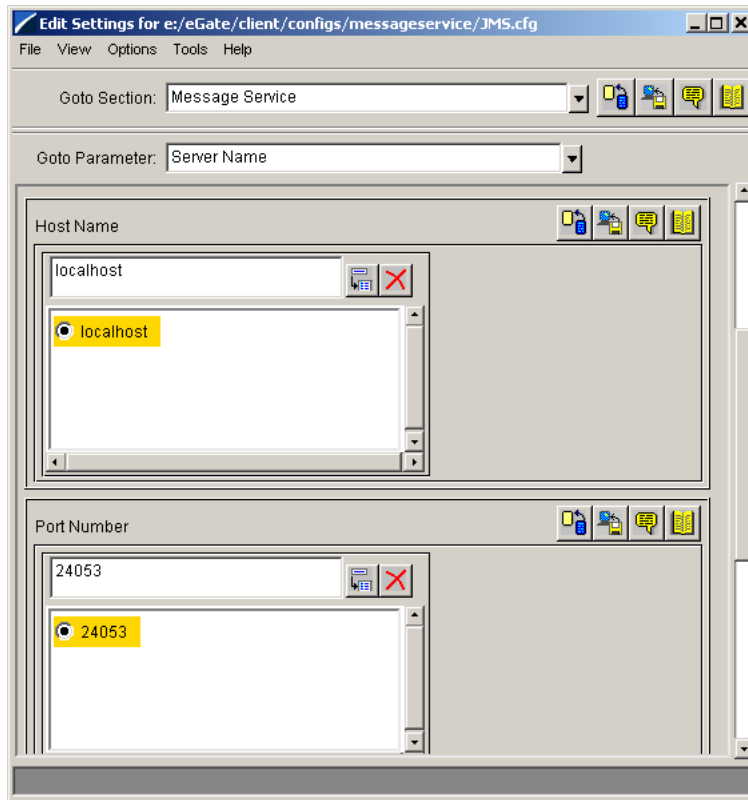 Edit Settings for e:/eGate/client/configs/messageservice/JMS.cfg
File View Options Tools Help
Goto Section: Message Service
Goto Parameter: Server Name
Host Name
localhost
localhost
Port Number
24053
24053